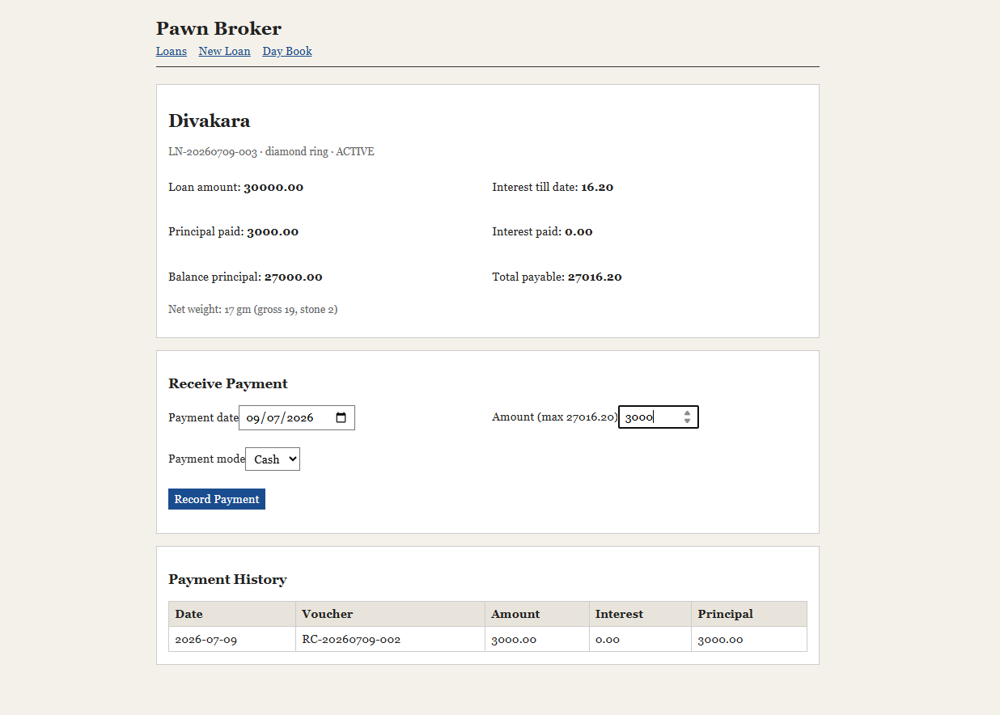 Pawn Broker
Loans New Loan Day Book
Divakara
LN-20260709-003 · diamond ring · ACTIVE
Loan amount: 30000.00 Interest till date: 16.20
Principal paid: 3000.00 Interest paid: 0.00
Balance principal: 27000.00 Total payable: 27016.20
Net weight: 17 gm (gross 19, stone 2)
Receive Payment
Payment date 09/07/2026 Amount (max 27016.20) 3000
Payment mode Cash
Record Payment
Payment History
Date Voucher Amount Interest Principal
2026-07-09 RC-20260709-002 3000.00 0.00 3000.00